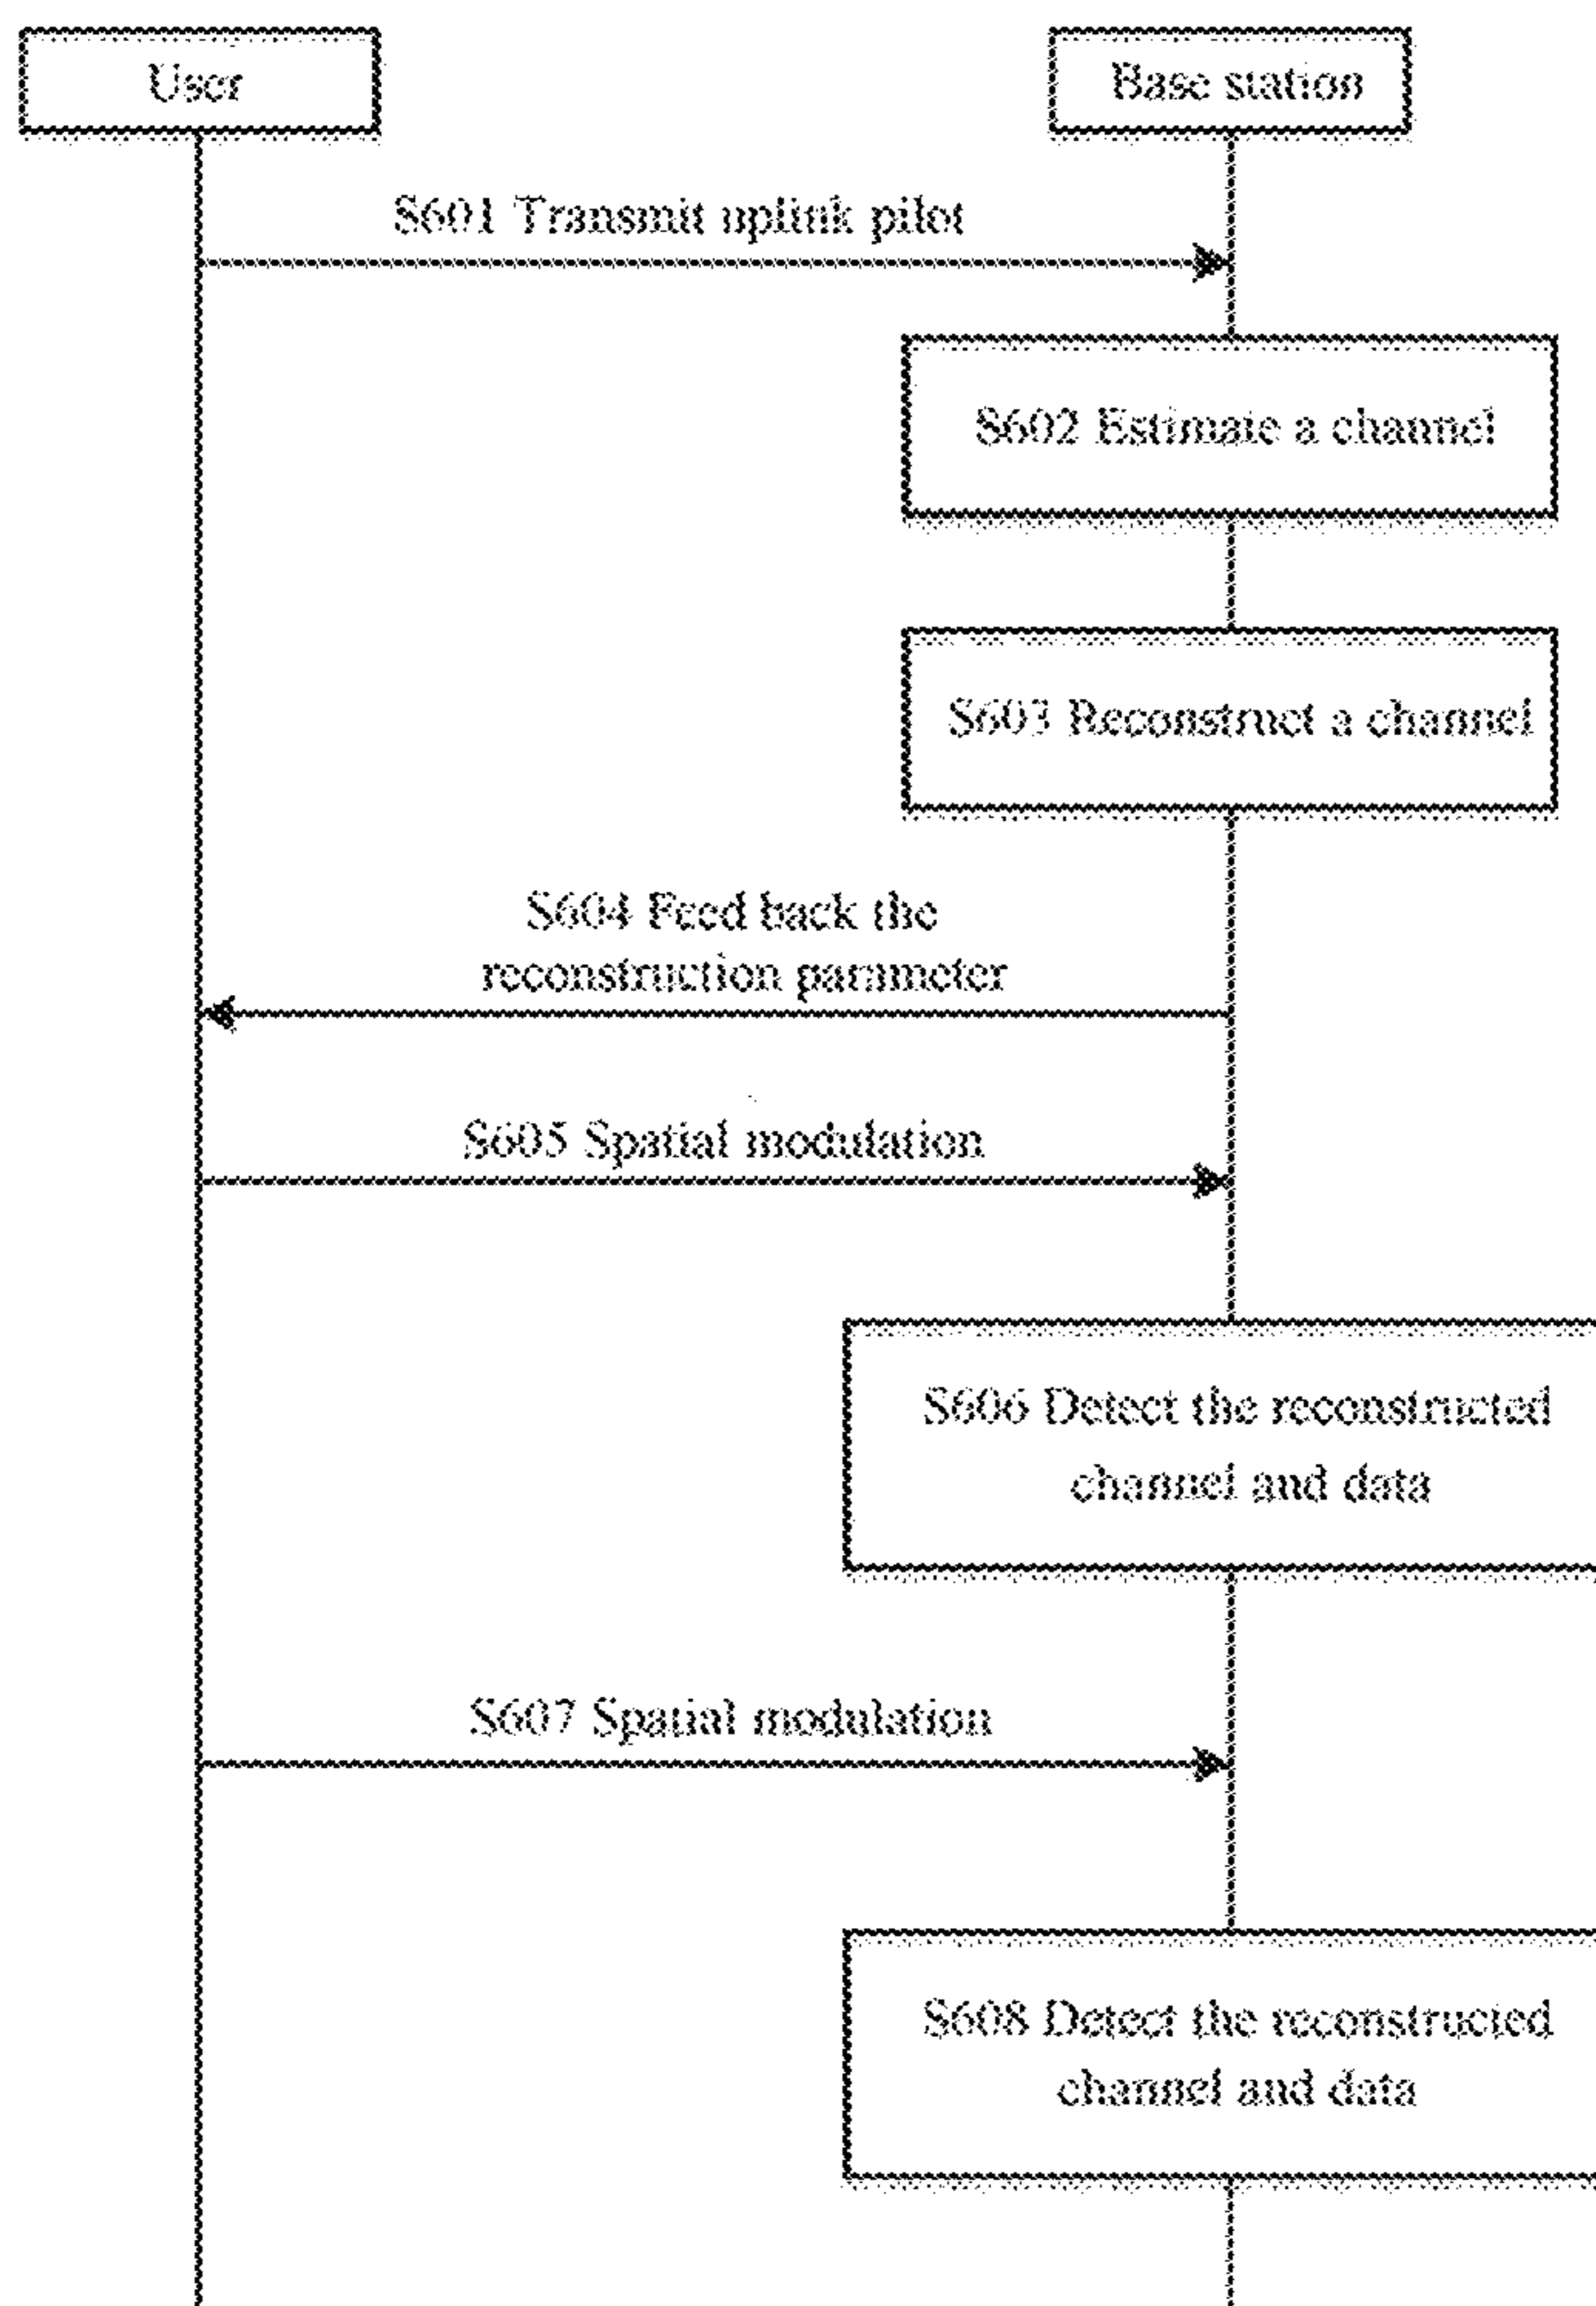 User
Base station
S601 Transmit uplink pilot
S602 Estimate a channel
S603 Reconstruct a channel
S604 Feed back the
reconstruction parameter
S605 Spatial modulation
S606 Detect the reconstructed
channel and data
S607 Spatial modulation
S608 Detect the reconstructed
channel and data